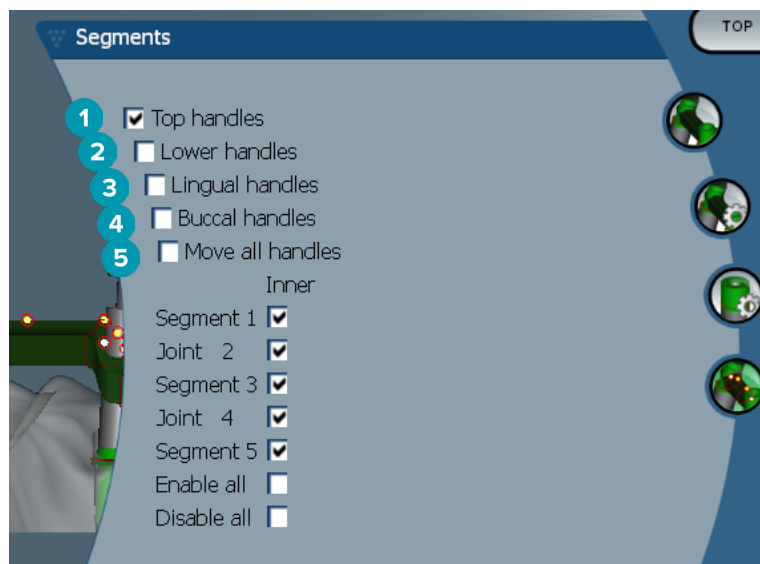 Segments
TOP
1 Top handles
2 Lower handles
3 Lingual handles
4 Buccal handles
5 Move all handles
Inner
Segment 1
Joint 2
Segment 3
Joint 4
Segment 5
Enable all
Disable all